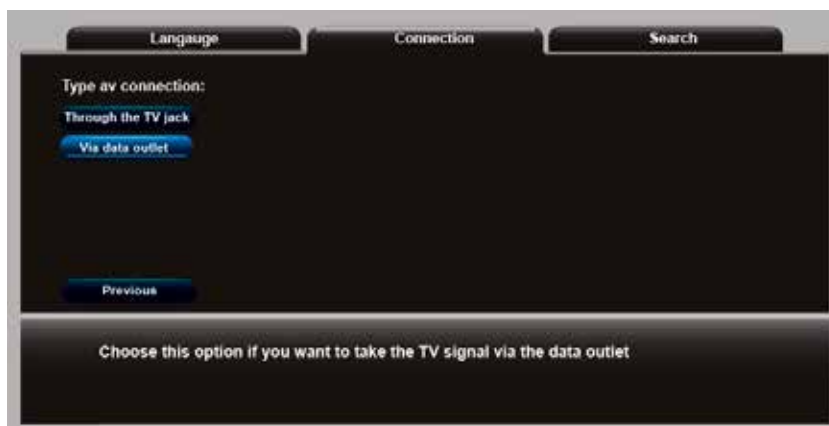 Langauge Connection Search
Type av connection:
Through the TV jack
Via data outlet
Previous
Choose this option if you want to take the TV signal via the data outlet